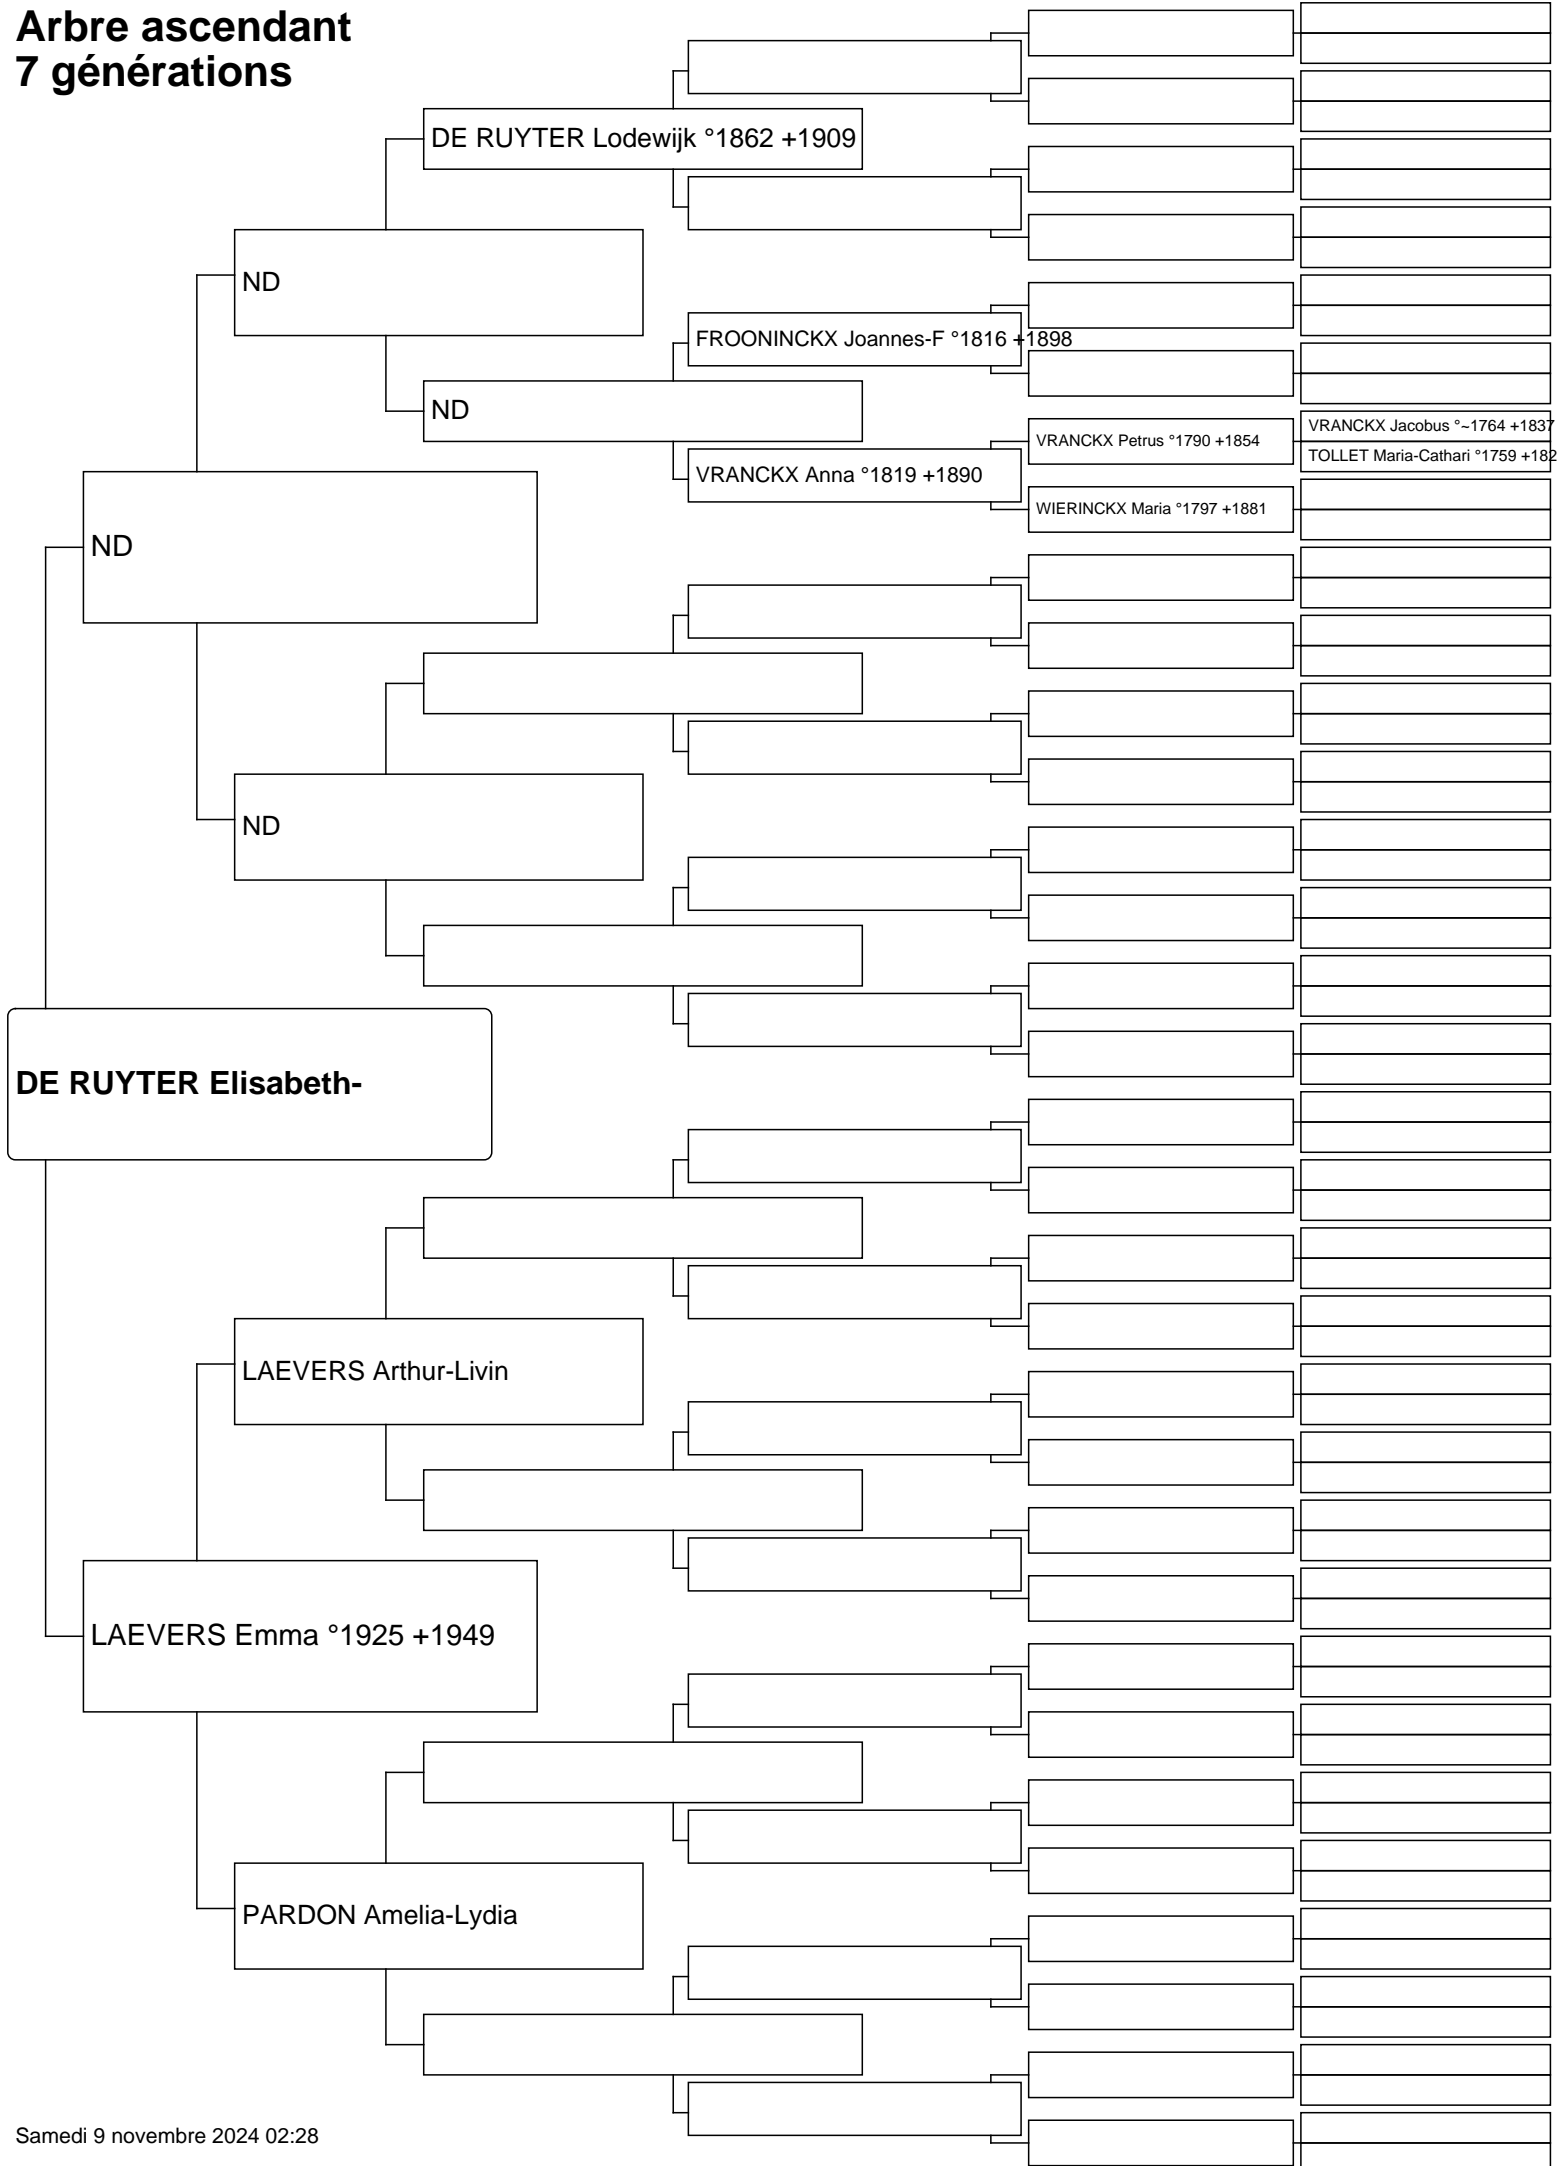 Arbre ascendant
7 générations
DE RUYTER Lodewijk °1862 +1909
ND
FROONINCKX Joannes-F °1816 +1898
ND
VRANCKX Jacobus °~1764 +1837
VRANCKX Petrus °1790 +1854
TOLLET Maria-Cathari °1759 +182
VRANCKX Anna °1819 +1890
WIERINCKX Maria °1797 +1881
ND
ND
DE RUYTER Elisabeth-
LAEVERS Arthur-Livin
LAEVERS Emma °1925 +1949
PARDON Amelia-Lydia
Samedi 9 novembre 2024 02:28